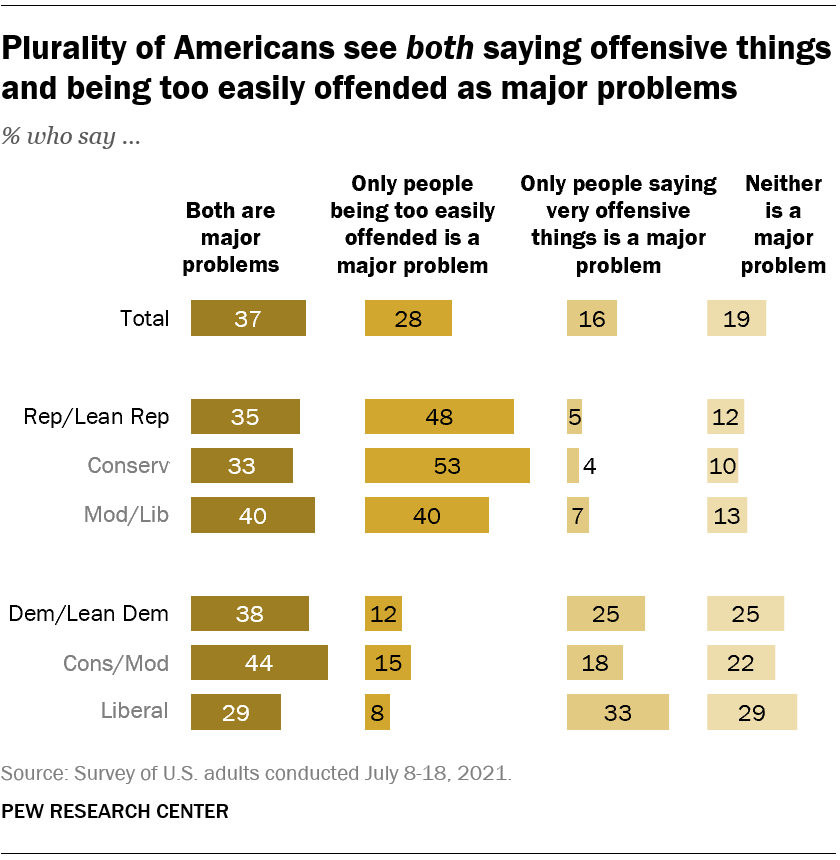 Plurality of Americans see both saying offensive things
and being too easily offended as major problems
% who say ...
Both are
major
problems
Only people
being too easily
offended is a
major problem
Only people saying
very offensive
things is a major
problem
Neither
is a
major
problem
Total 37 28 16 19
Rep/Lean Rep 35 48 5 12
Conserv 33 53 4 10
Mod/Lib 40 40 7 13
Dem/Lean Dem 38 12 25 25
Cons/Mod 44 15 18 22
Liberal 29 8 33 29
Source: Survey of U.S. adults conducted July 8-18, 2021.
PEW RESEARCH CENTER